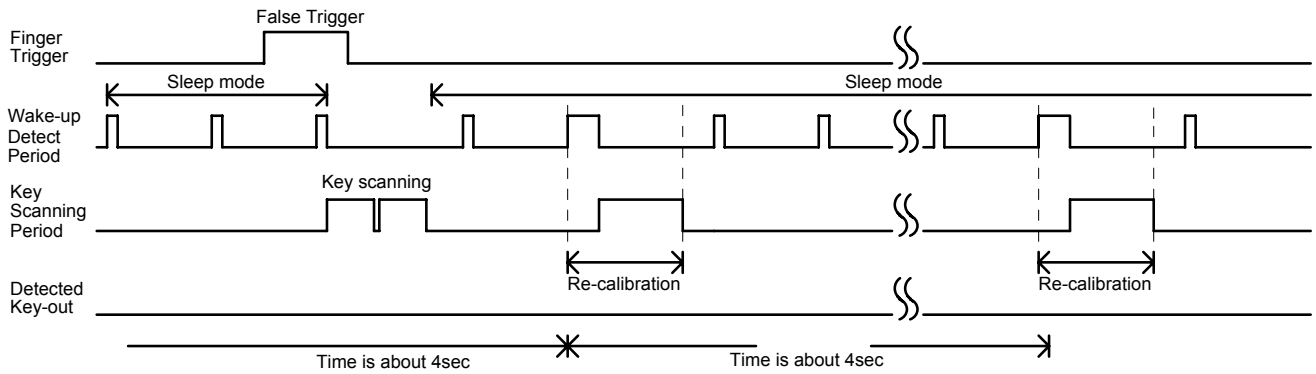 False Trigger
Finger
Trigger
Sleep mode
Sleep mode
Wake-up
Detect
Period
Key scanning
Key
Scanning
Period
Re-calibration
Re-calibration
Detected
Key-out
Time is about 4sec
Time is about 4sec